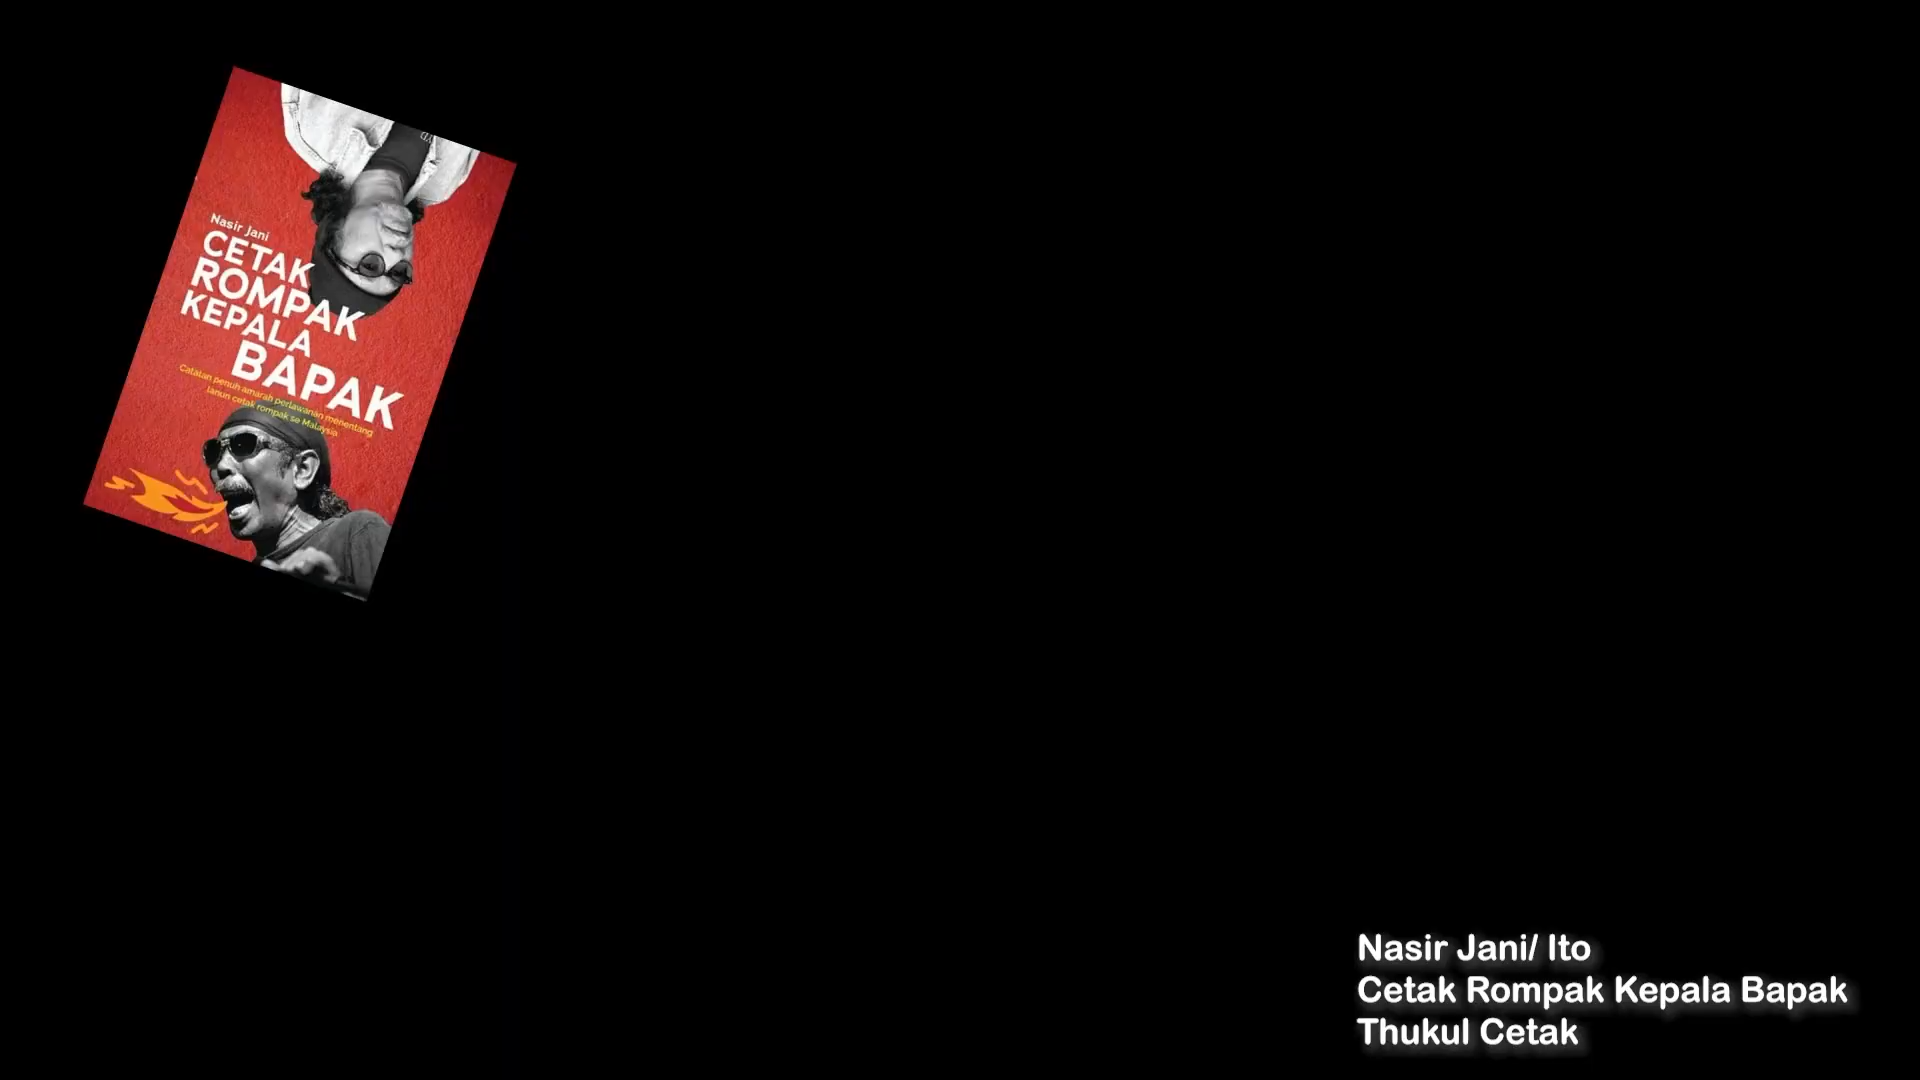 Nasir Jani
CETAK
ROMPAK
KEPALA
BAPAK
Catatan penuh amarah perlawanan menentang
lanun cetak rompak se Malaysia
Nasir Jani/ Ito
Cetak Rompak Kepala Bapak
Thukul Cetak